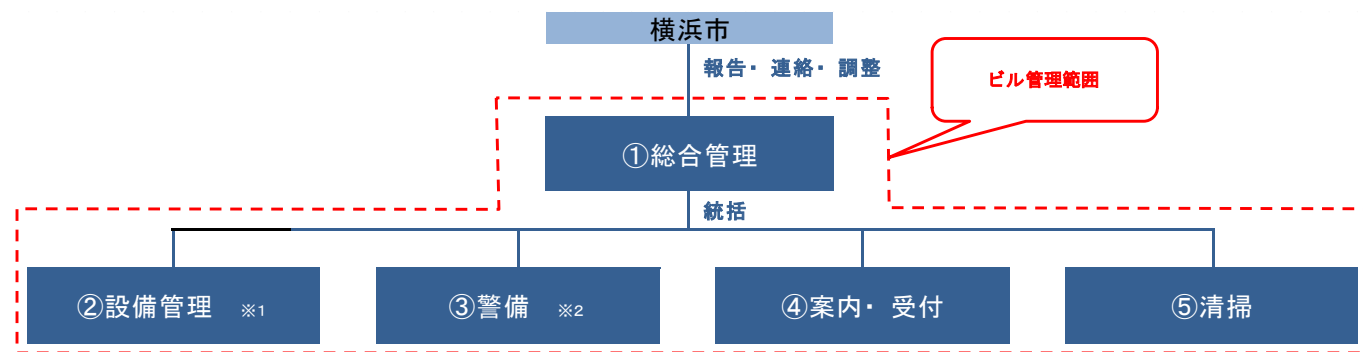 横浜市
報告・ 連絡・ 調整
ビル管理範囲
①総合管理
統括
②設備管理 ※1
③警備 ※2
④案内・ 受付
⑤清掃